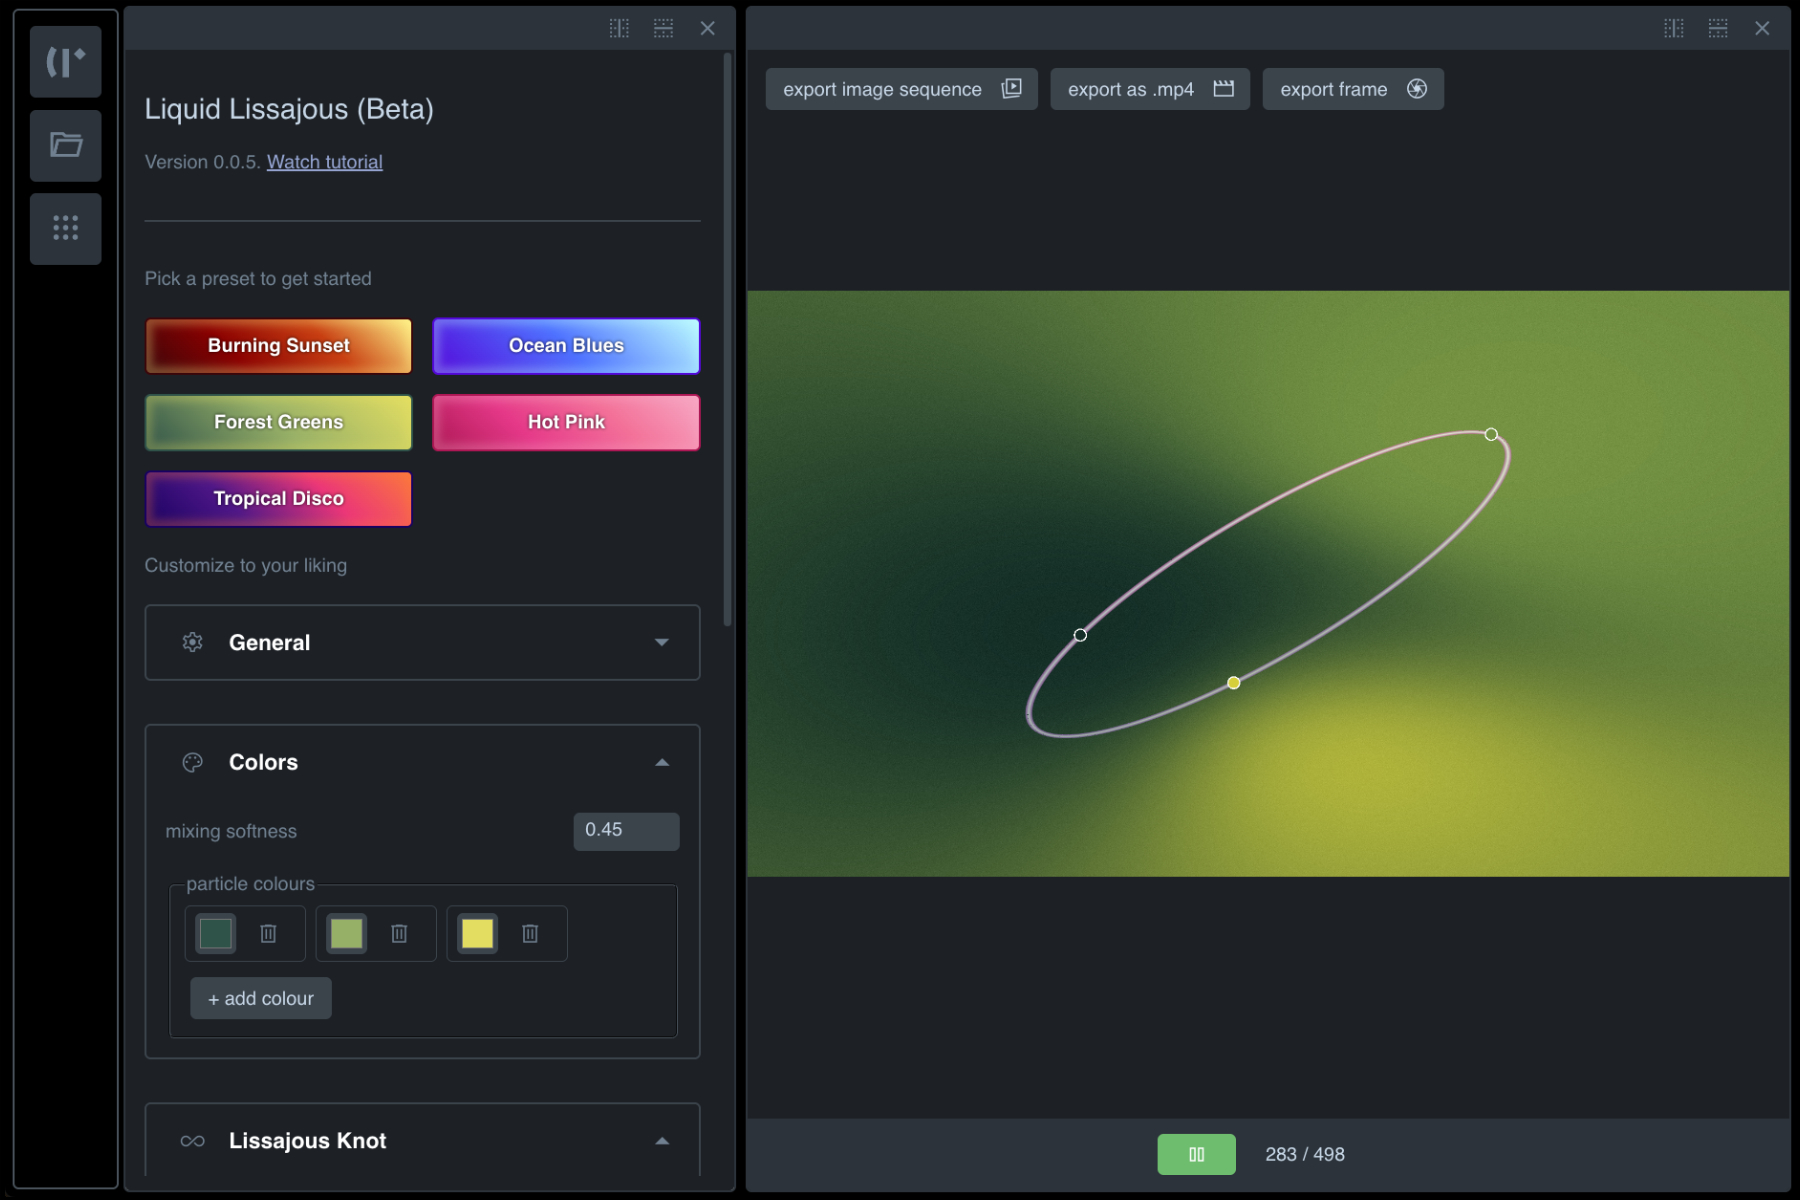 Liquid Lissajous (Beta)
Version 0.0.5. Watch tutorial
Pick a preset to get started
Burning Sunset
Ocean Blues
Forest Greens
Hot Pink
Tropical Disco
Customize to your liking
General
Colors
mixing softness
0.45
particle colours
+ add colour
Lissajous Knot
export image sequence
export as .mp4
export frame
283 / 498